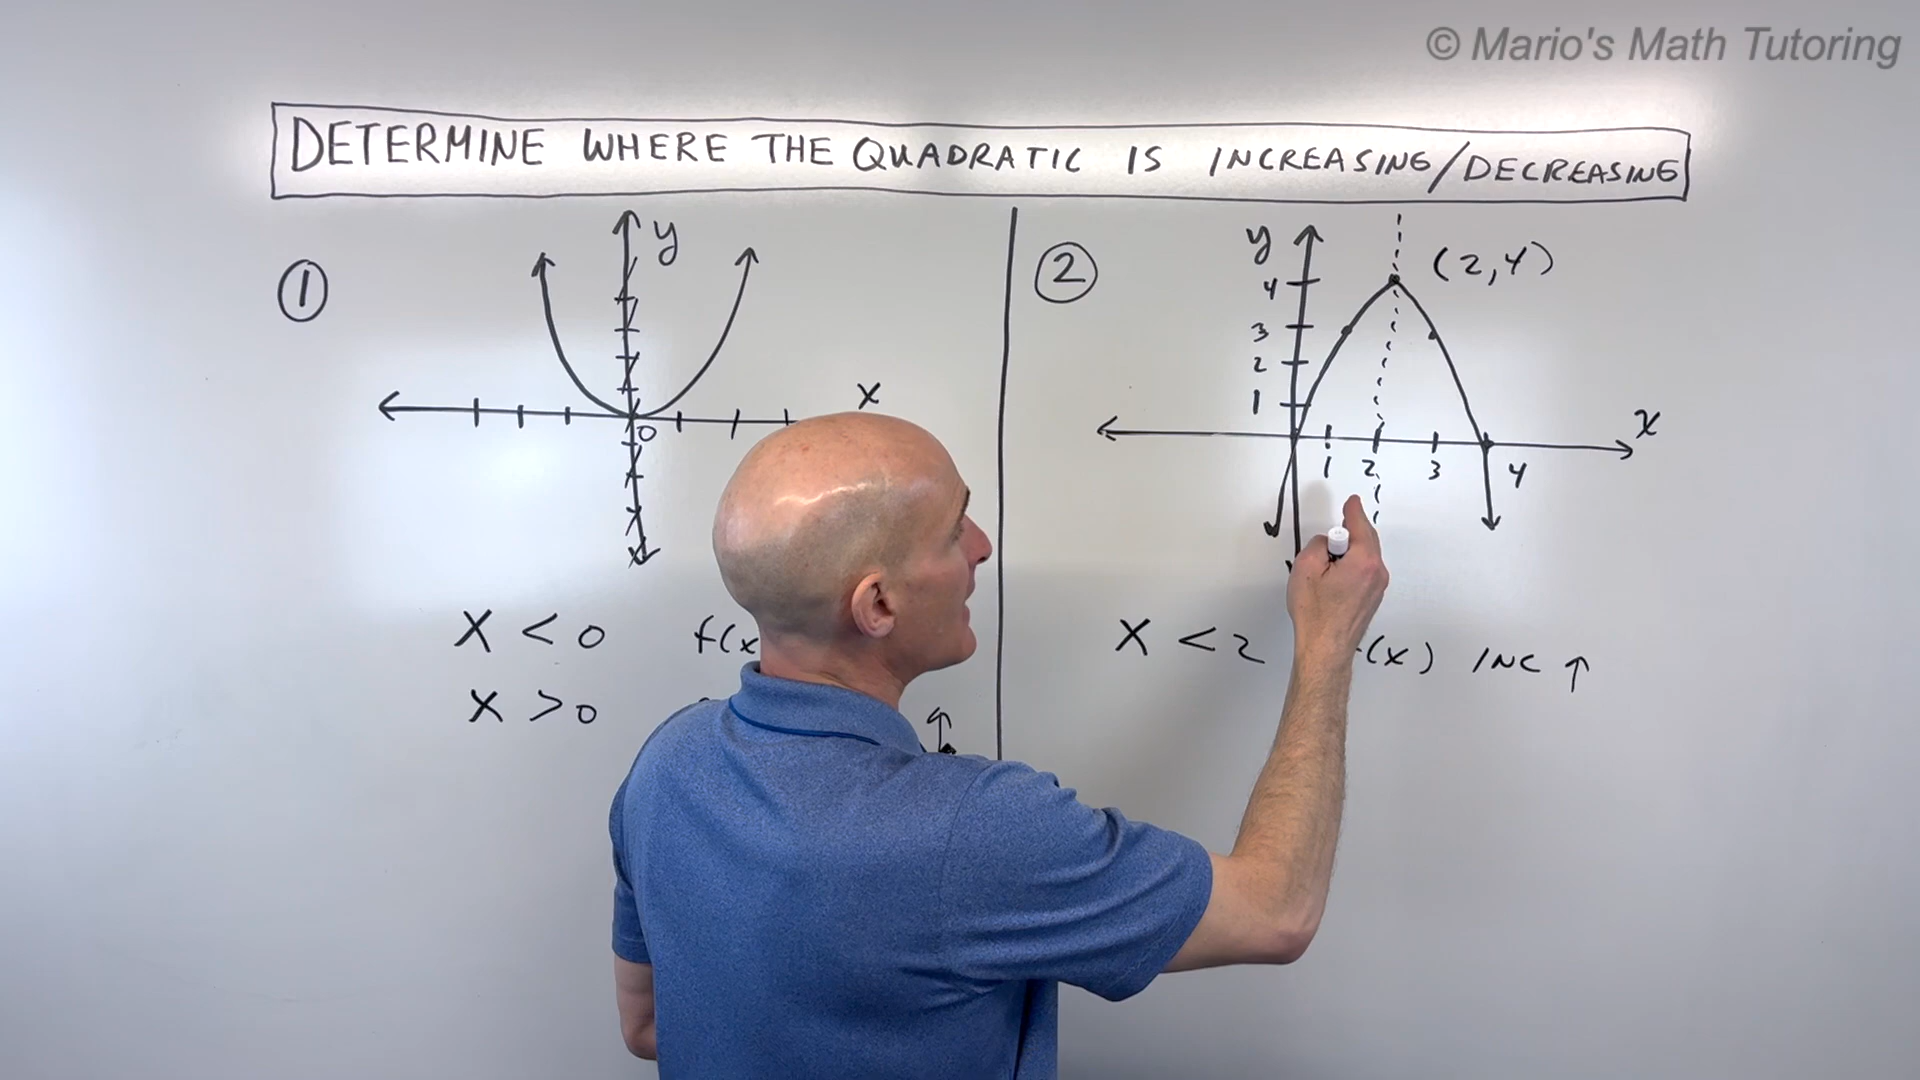 © Mario's Math Tutoring
DETERMINE WHERE THE QUADRATIC IS INCREASING/DECREASING
①
y
x
0
X < 0 f(x
X > 0 ↑
②
y
(2,4)
4
3
2
1
x
1 2 3 4
X < 2 (x) INC ↑